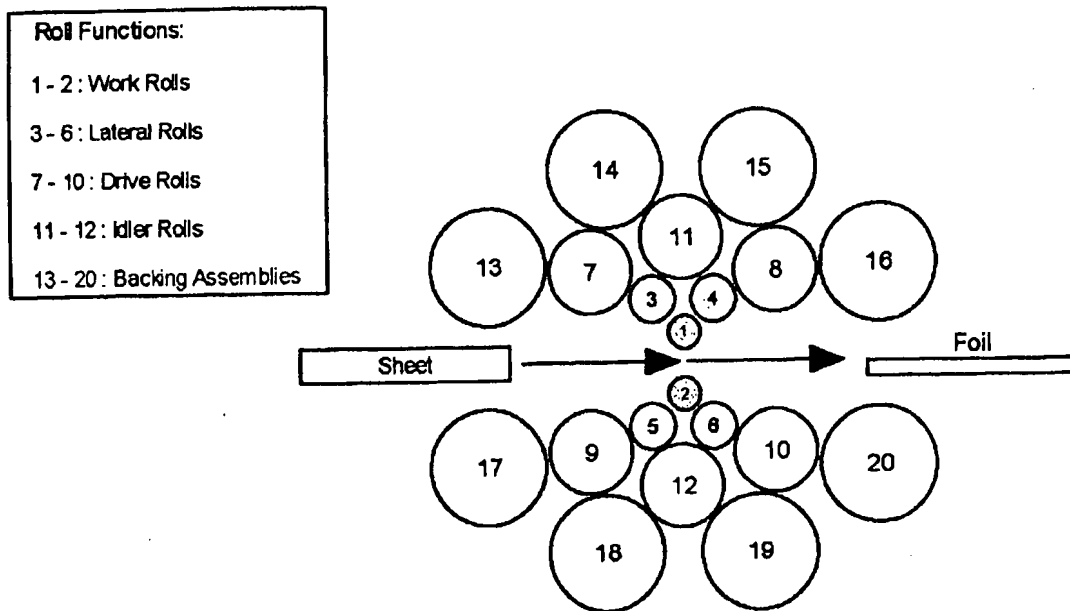 Roll Functions:
1 - 2 : Work Rolls
3 - 6 : Lateral Rolls
7 - 10 : Drive Rolls
11 - 12 : Idler Rolls
13 - 20 : Backing Assemblies
14
15
11
13
7
8
16
3
4
1
Sheet
Foil
2
5
6
17
9
10
20
12
18
19